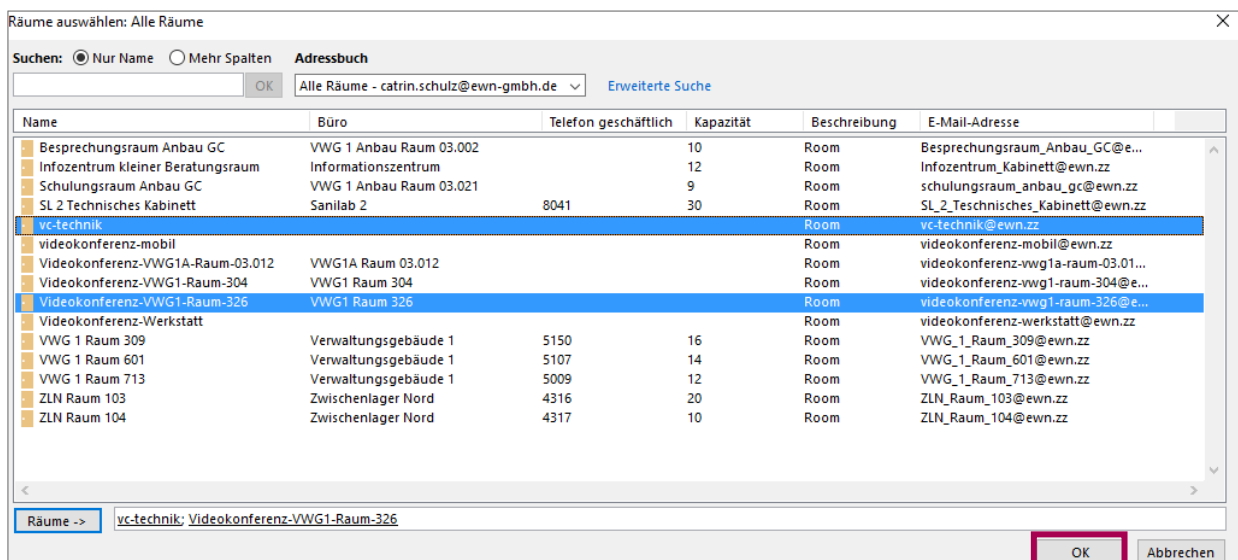 Räume auswählen: Alle Räume
Suchen: Nur Name Mehr Spalten Adressbuch
OK Alle Räume - catrin.schulz@ewn-gmbh.de Erweiterte Suche
Name Büro Telefon geschäftlich Kapazität Beschreibung E-Mail-Adresse
Besprechungsraum Anbau GC VWG 1 Anbau Raum 03.002 10 Room Besprechungsraum_Anbau_GC@e...
Infozentrum kleiner Beratungsraum Informationszentrum 12 Room Infozentrum_Kabinett@ewn.zz
Schulungsraum Anbau GC VWG 1 Anbau Raum 03.021 9 Room schulungsraum_anbau_gc@ewn.zz
SL 2 Technisches Kabinett Sanilab 2 8041 30 Room SL_2_Teschnisches_Kabinett@ewn.zz
vc-technik Room vc-technik@ewn.zz
videokonferenz-mobil Room videokonferenz-mobil@ewn.zz
Videokonferenz-VWG1A-Raum-03.012 VWG1A Raum 03.012 Room videokonferenz-vwg1a-raum-03.01...
Videokonferenz-VWG1-Raum-304 VWG1 Raum 304 Room videokonferenz-vwg1-raum-304@e...
Videokonferenz-VWG1-Raum-326 VWG1 Raum 326 Room videokonferenz-vwg1-raum-326@e...
Videokonferenz-Werkstatt Room videokonferenz-werkstatt@ewn.zz
VWG 1 Raum 309 Verwaltungsgebäude 1 5150 16 Room VWG_1_Raum_309@ewn.zz
VWG 1 Raum 601 Verwaltungsgebäude 1 5107 14 Room VWG_1_Raum_601@ewn.zz
VWG 1 Raum 713 Verwaltungsgebäude 1 5009 12 Room VWG_1_Raum_713@ewn.zz
ZLN Raum 103 Zwischenlager Nord 4316 20 Room ZLN_Raum_103@ewn.zz
ZLN Raum 104 Zwischenlager Nord 4317 10 Room ZLN_Raum_104@ewn.zz
Räume -> vc-technik; Videokonferenz-VWG1-Raum-326
OK Abbrechen